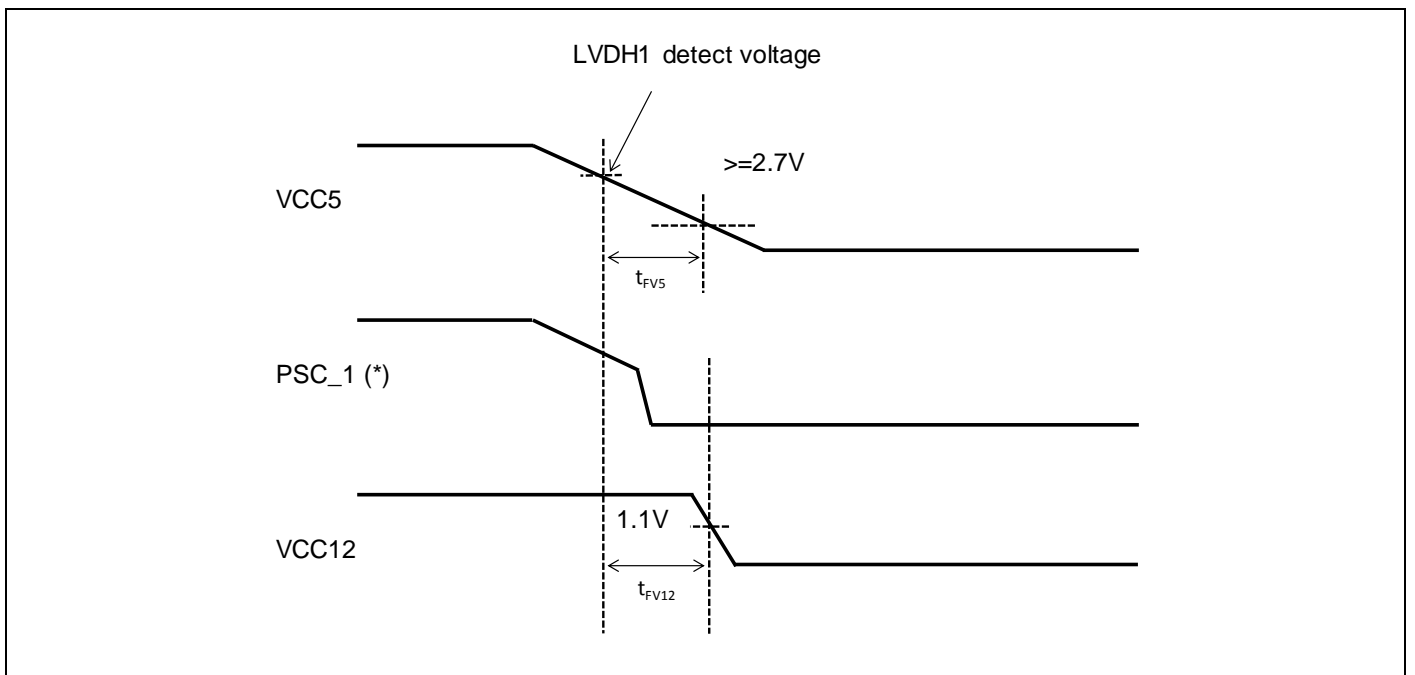 LVDH1 detect voltage
>=2.7V
VCC5
tFV5
PSC_1 (*)
1.1V
VCC12
tFV12